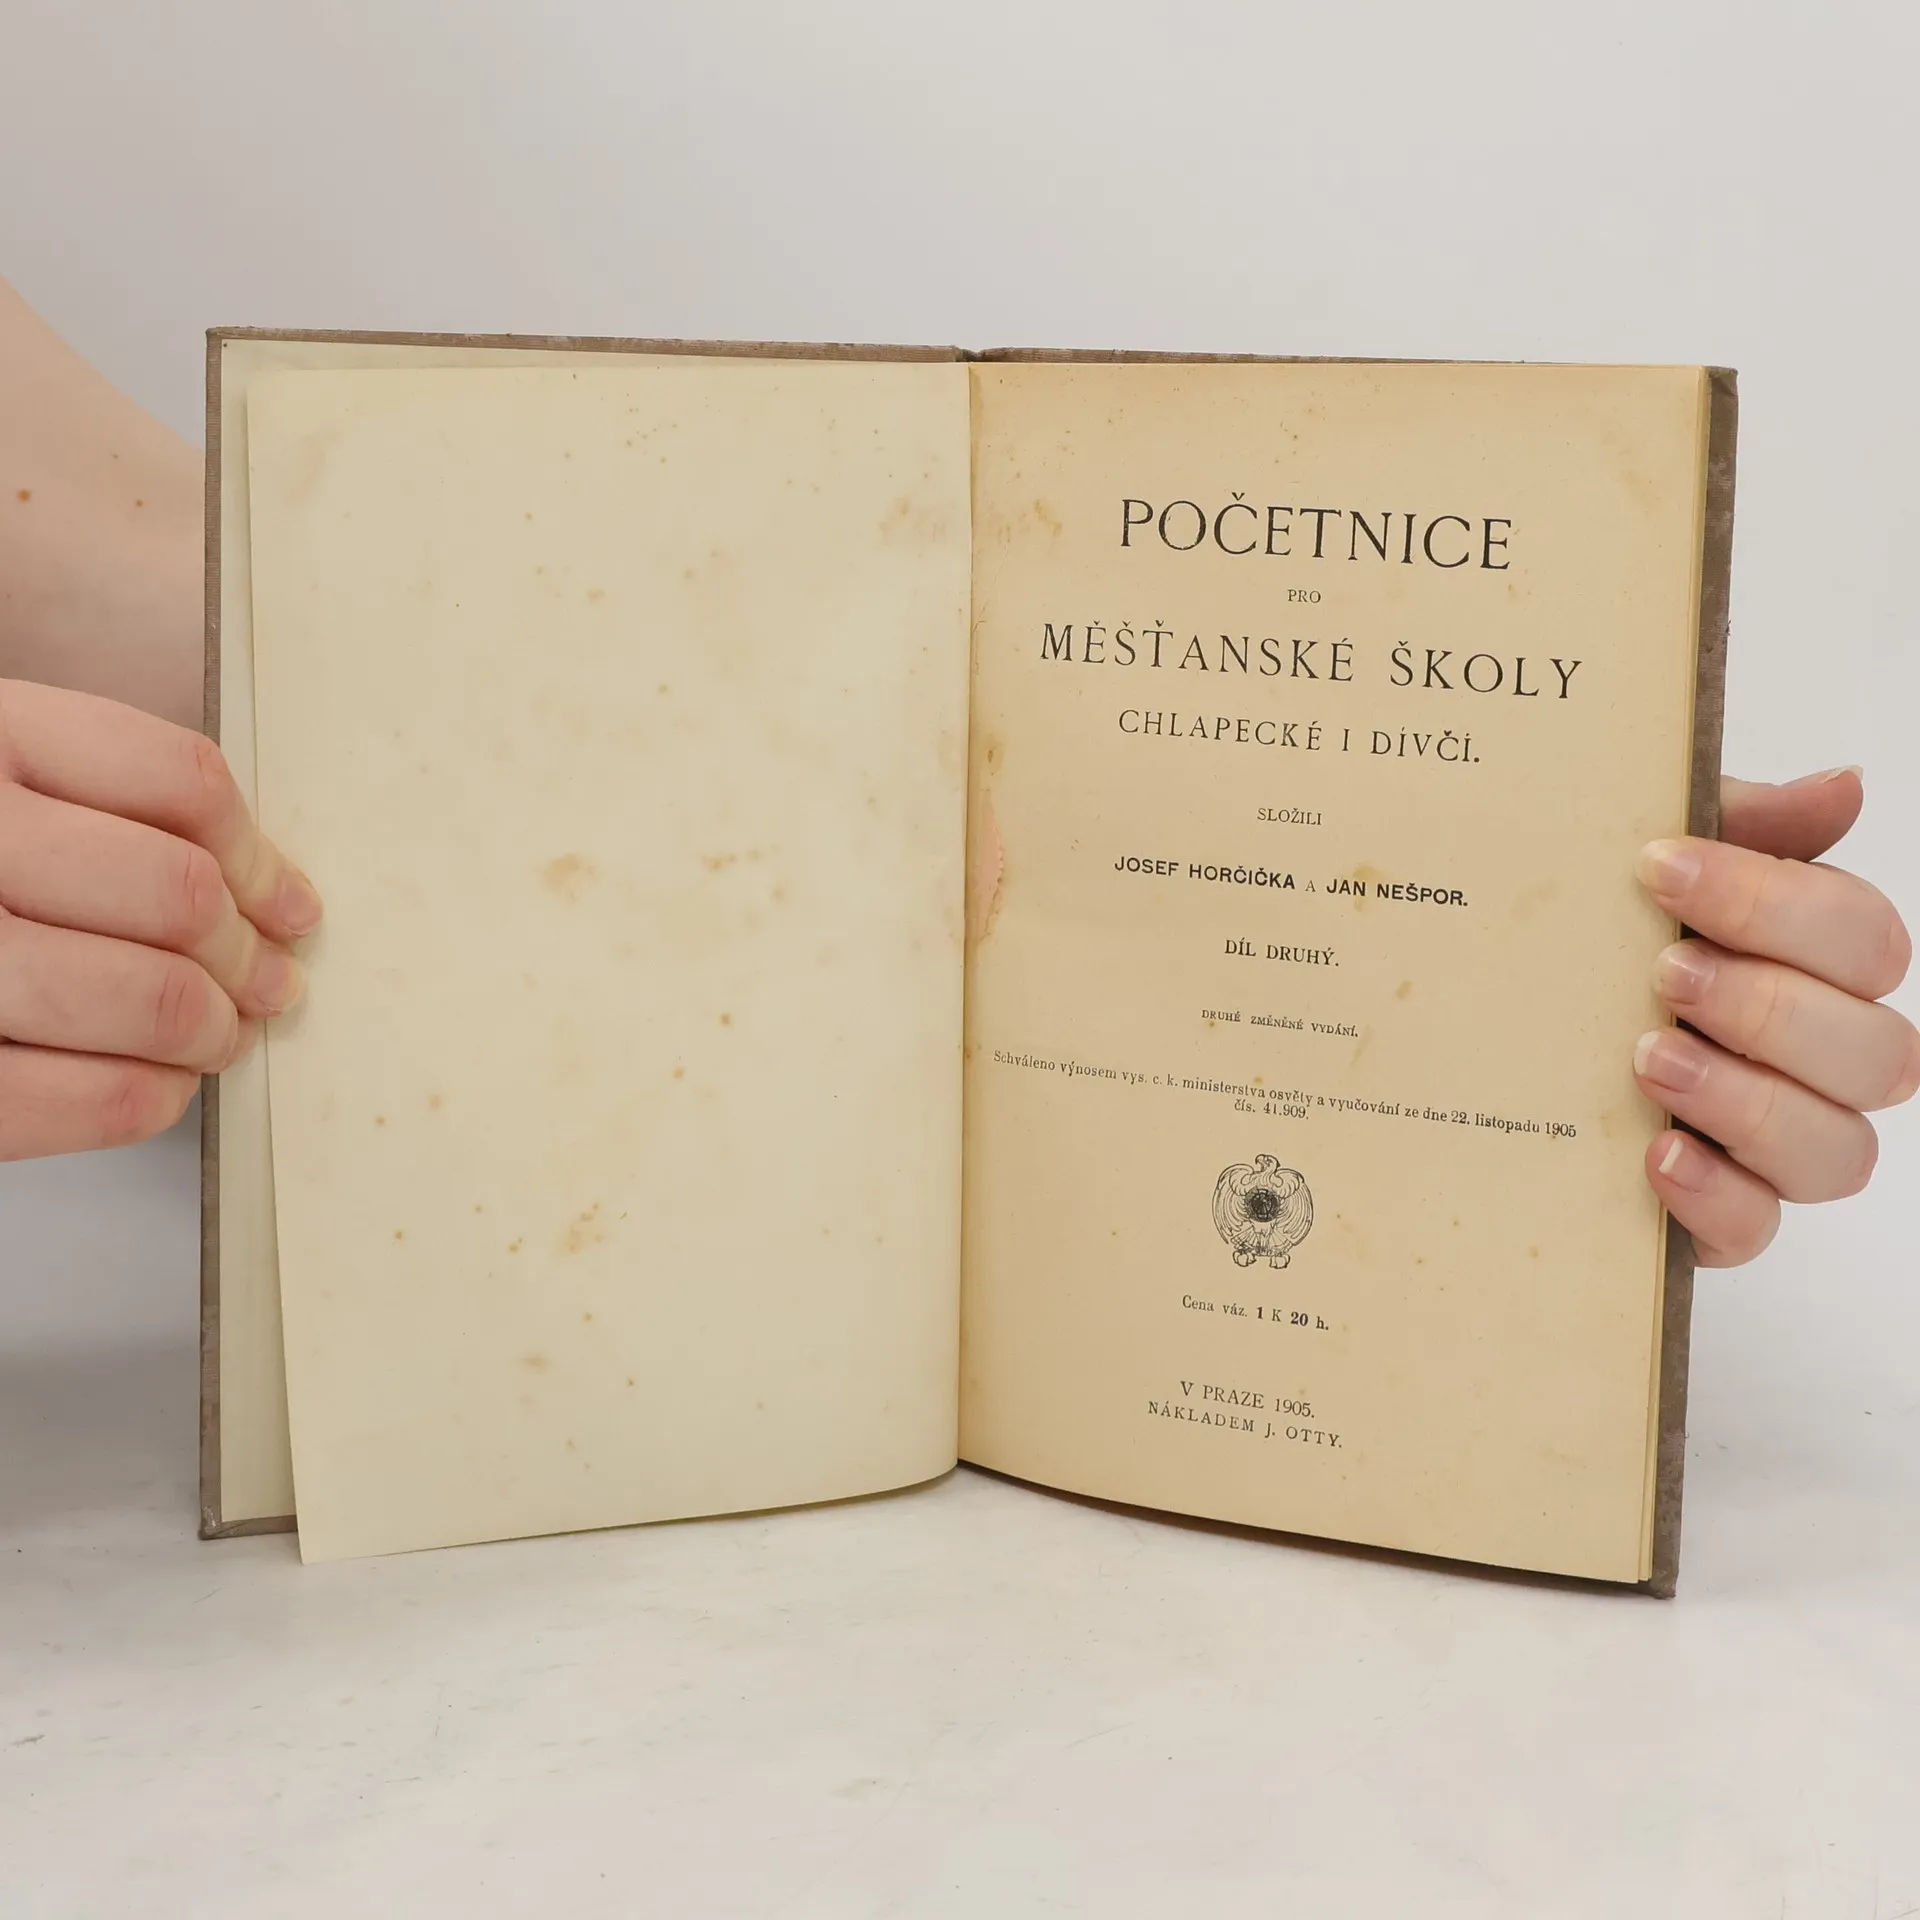 POČETNICE
PRO
MĚŠŤANSKÉ ŠKOLY
CHLAPECKÉ I DÍVČÍ.
SLOŽILI
JOSEF HORČIČKA A JAN NEŠPOR.
DÍL DRUHÝ.
DRUHÉ ZMĚNĚNÉ VYDÁNÍ.
Schváleno výnosem vys. c. k. ministerstva osvěty a vyučování ze dne 22. listopadu 1905
čís. 41.909.
Cena váz. 1 K 20 h.
V PRAZE 1905.
NÁKLADEM J. OTTY.